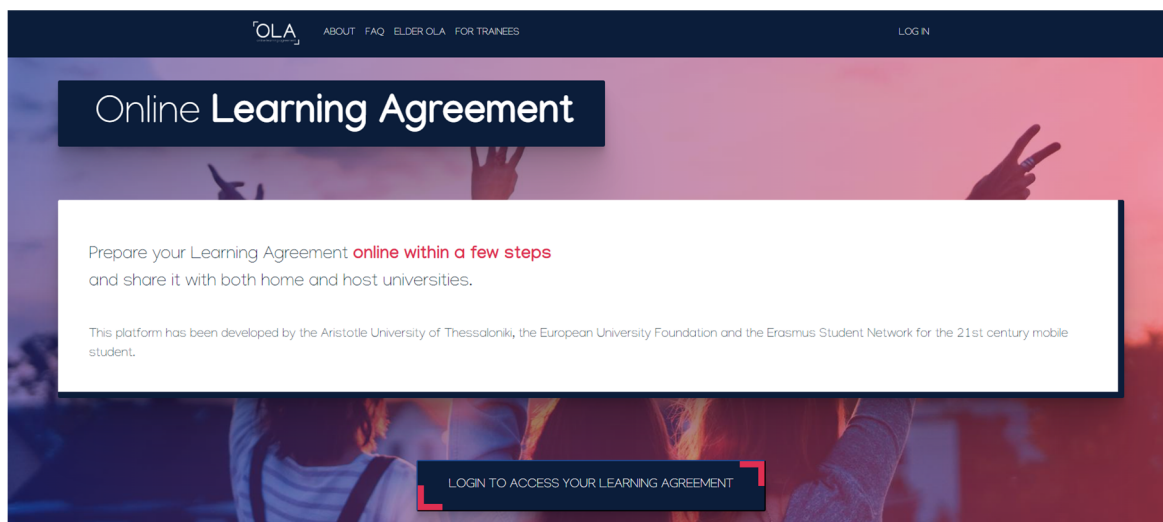 OLA
ABOUT FAQ ELDER OLA FOR TRAINEES
LOG IN
Online Learning Agreement
Prepare your Learning Agreement online within a few steps
and share it with both home and host universities.
This platform has been developed by the Aristotle University of Thessaloniki, the European University Foundation and the Erasmus Student Network for the 21st century mobile
student.
LOGIN TO ACCESS YOUR LEARNING AGREEMENT